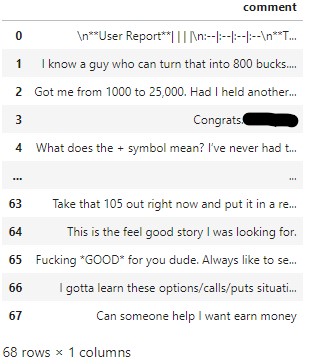 comment
0 \n**User Report**| | | |\n:--|:--|:--|:--\n**T...
1 I know a guy who can turn that into 800 bucks....
2 Got me from 1000 to 25,000. Had I held another...
3 Congrats.
4 What does the + symbol mean? I've never had t...
... ...
63 Take that 105 out right now and put it in a re...
64 This is the feel good story I was looking for.
65 Fucking *GOOD* for you dude. Always like to se...
66 I gotta learn these options/calls/puts situati...
67 Can someone help I want earn money
68 rows × 1 columns